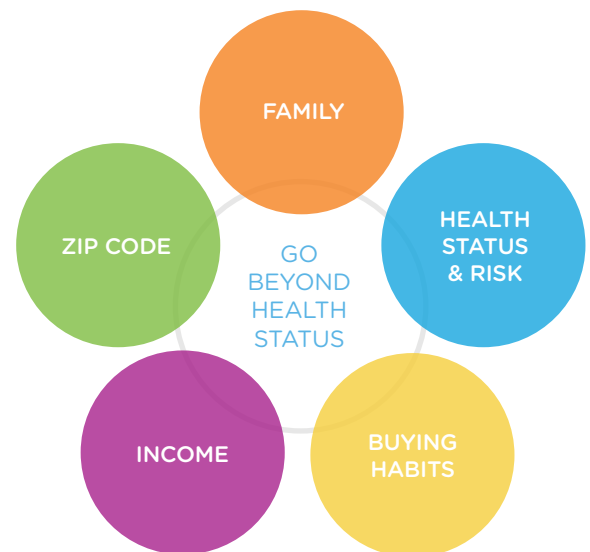 FAMILY
ZIP CODE
HEALTH
STATUS
& RISK
GO
BEYOND
HEALTH
STATUS
INCOME
BUYING
HABITS